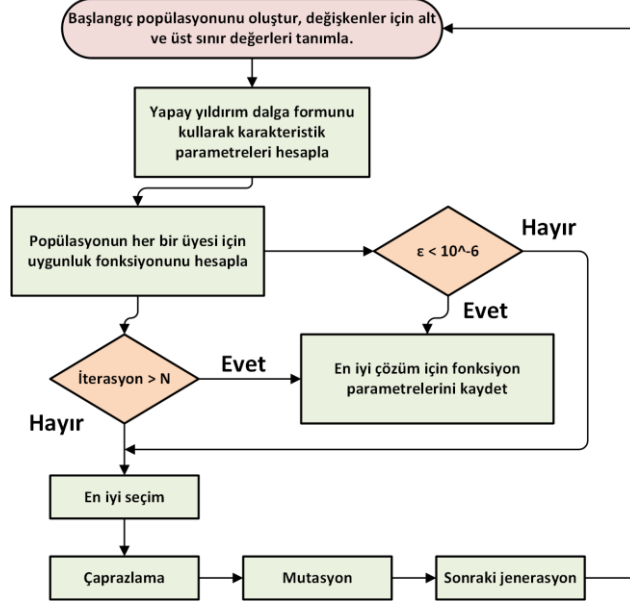 Başlangıç popülasyonunu oluştur, değişkenler için alt
ve üst sınır değerleri tanımla.
Yapay yıldırım dalga formunu
kullarak karakteristik
parametreleri hesapla
Popülasyonun her bir üyesi için
uygunluk fonksiyonunu hesapla
ε < 10^-6
Hayır
Evet
İterasyon > N
Evet
En iyi çözüm için fonksiyon
parametrelerini kaydet
Hayır
En iyi seçim
Çaprazlama
Mutasyon
Sonraki jenerasyon